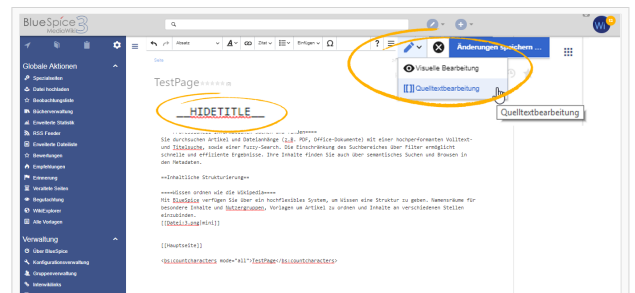 BlueSpice 3
MediaWiki
Absatz
Einfügen
Änderungen speichern ...
Visuelle Bearbeitung
[[]] Quelltextbearbeitung
Quelltextbearbeitung
Globale Aktionen
Spezialseiten
Datei hochladen
Beobachtungsliste
Büchverwaltung
Erweiterte Statistik
RSS Feeder
Erweiterte Dateiliste
Bewertungen
Empfehlungen
Erinnerung
Veraltete Seiten
Begutachtung
WikiExplorer
Alle Vorlagen
Verwaltung
Über BlueSpice
Konfigurationsverwaltung
Gruppenverwaltung
Interwikilinks
Seite
TestPage
__HIDETITLE__
Sie durchsuchen Artikel und Dateianhänge (z.B. PDF, Office-Dokumente) mit einer hochperformanten Volltext-
und Titelsuche, sowie einer Fuzzy-Search. Die Einschränkung des Suchbereiches über Filter ermöglicht
schnelle und effiziente Ergebnisse. Ihre Inhalte finden Sie auch über semantisches Suchen und Browsen in
den Metadaten.
==Inhaltliche Strukturierung==
====Wissen ordnen wie die Wikipedia====
Mit BlueSpice verfügen Sie über ein hochflexibles System, um Wissen eine Struktur zu geben. Namensräume für
besondere Inhalte und Nutzergruppen, Vorlagen um Artikel zu ordnen und Inhalte an verschiedenen Stellen
einzubinden.
[[Datei:3.png|mini]]
[[Hauptseite]]
<bs:countcharacters mode="all">TestPage</bs:countcharacters>